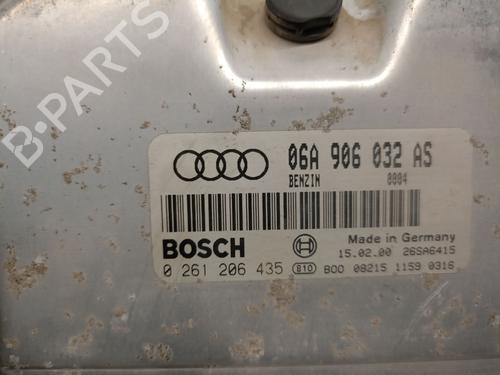 B-PARTS
06A 906 032 AS
BENZIN 0004
BOSCH
Made in Germany
15.02.00 26SA6415
0 261 206 435 810 B00 08215 1159 0316